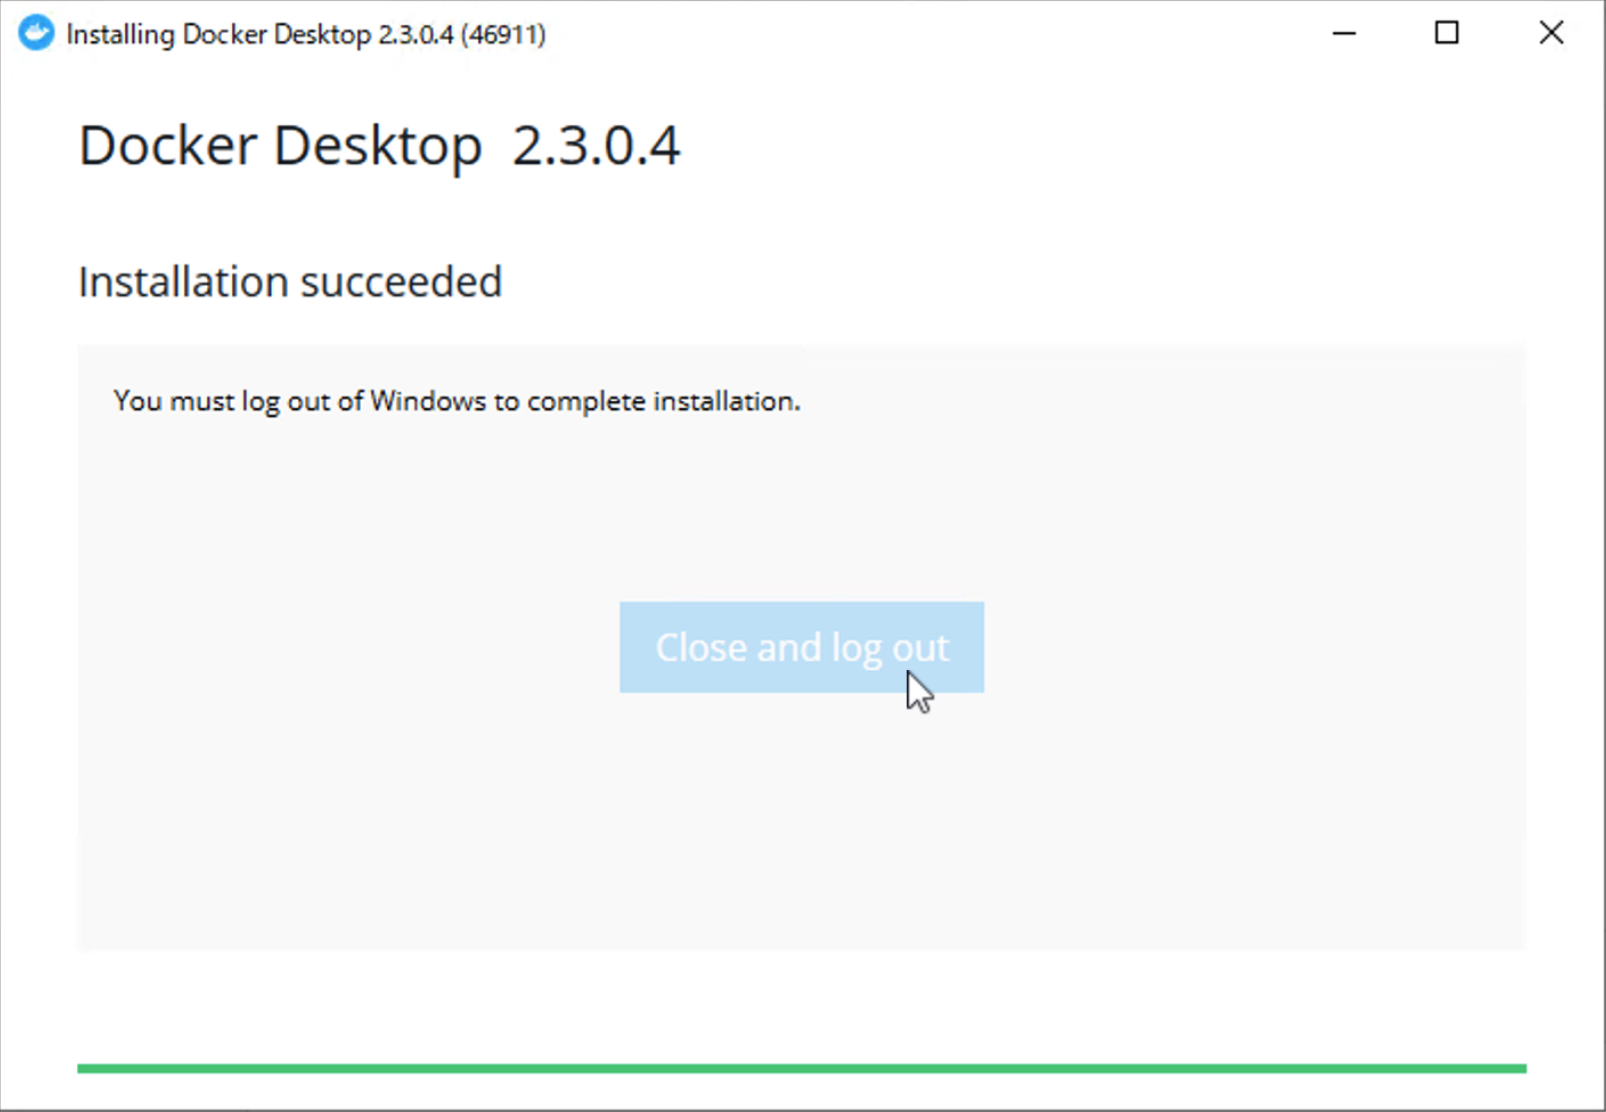 Installing Docker Desktop 2.3.0.4 (46911)
Docker Desktop 2.3.0.4
Installation succeeded
You must log out of Windows to complete installation.
Close and log out